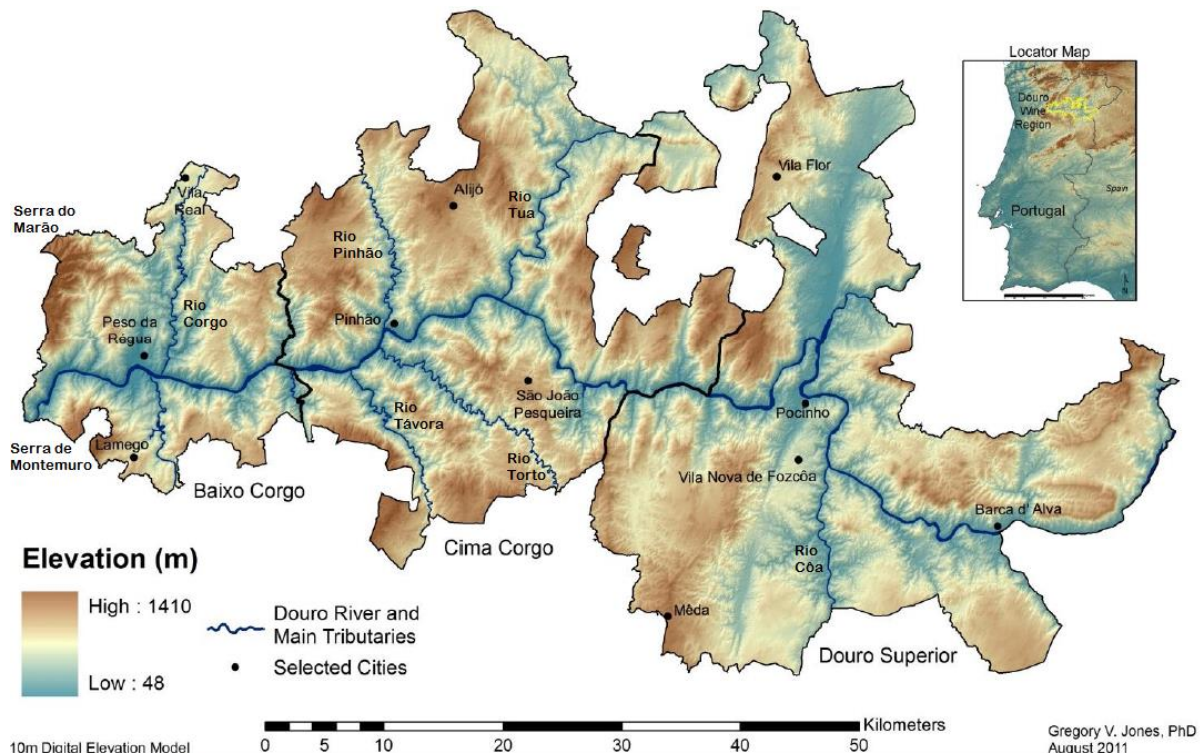 Locator Map
Douro
Wine
Region
Spain
Portugal
N
Vila Flor
Vila
Real
Alijó
Rio
Tua
Serra do
Marão
Rio
Pinhão
Rio
Corgo
Peso da
Régua
Pinhão
São João
Pesqueira
Rio
Távora
Pocinho
Lamego
Serra de
Montemuro
Rio
Torto
Vila Nova de Fozcôa
Baixo Corgo
Barca d' Alva
Cima Corgo
Rio
Côa
Mêda
Douro Superior
Elevation (m)
High : 1410
Low : 48
Douro River and
Main Tributaries
Selected Cities
Kilometers
0 5 10 20 30 40 50
10m Digital Elevation Model
Gregory V. Jones, PhD
August 2011